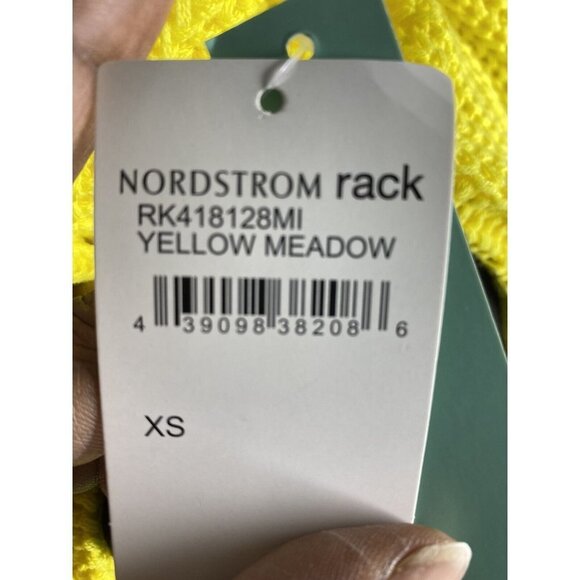 NORDSTROM rack
RK418128MI
YELLOW MEADOW
4 39098 38208 6
XS